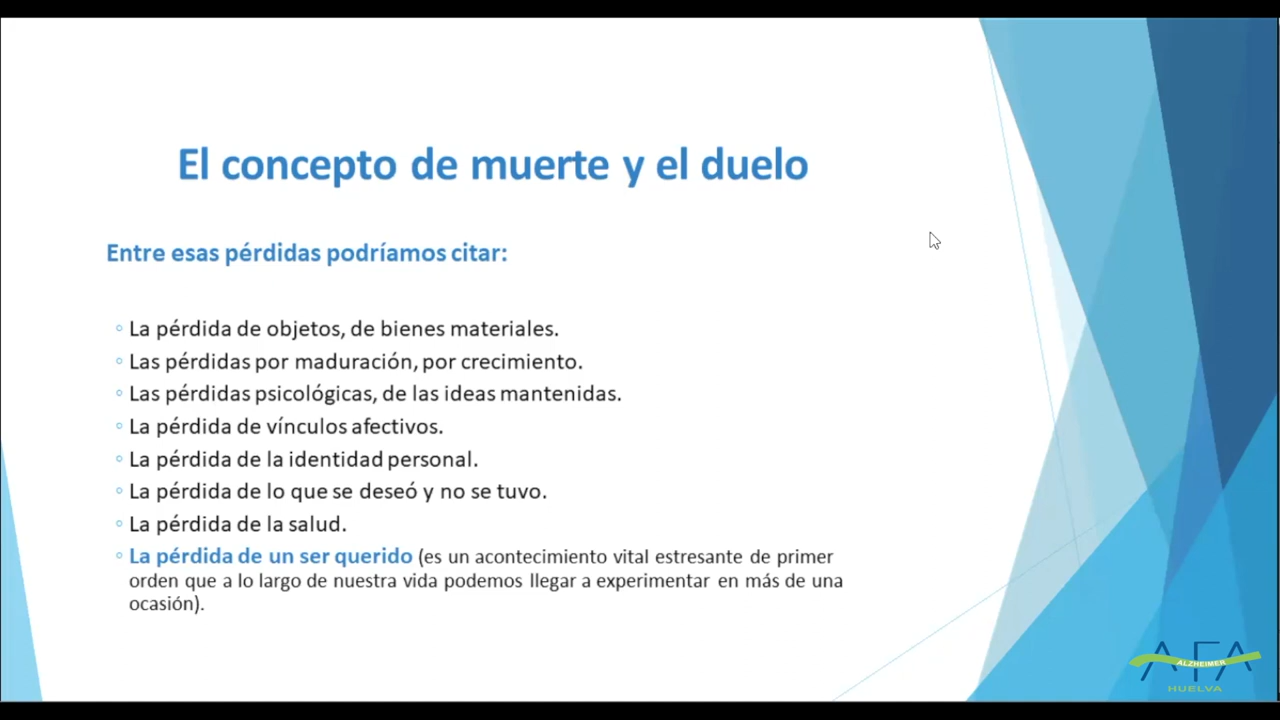 El concepto de muerte y el duelo
Entre esas pérdidas podríamos citar:
◦ La pérdida de objetos, de bienes materiales.
◦ Las pérdidas por maduración, por crecimiento.
◦ Las pérdidas psicológicas, de las ideas mantenidas.
◦ La pérdida de vínculos afectivos.
◦ La pérdida de la identidad personal.
◦ La pérdida de lo que se deseó y no se tuvo.
◦ La pérdida de la salud.
◦ La pérdida de un ser querido (es un acontecimiento vital estresante de primer
orden que a lo largo de nuestra vida podemos llegar a experimentar en más de una
ocasión).
AFA
ALZHEIMER
HUELVA